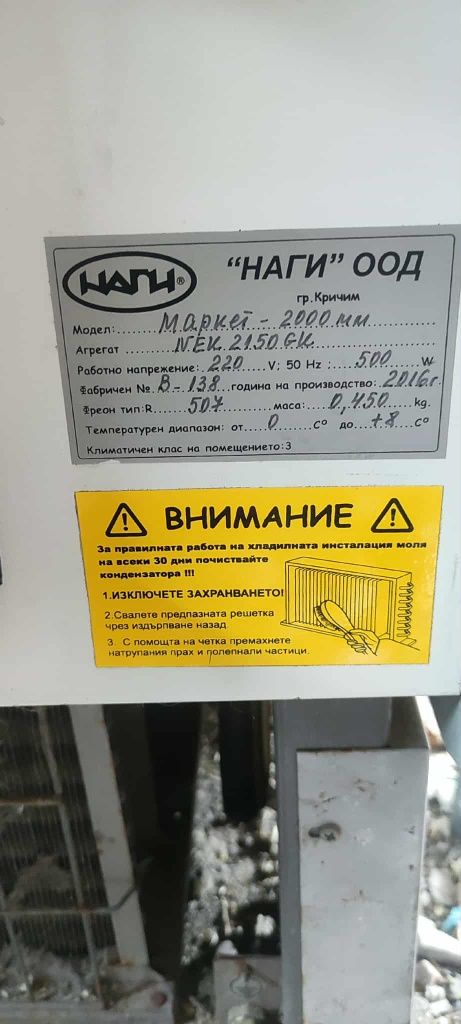 НАГИ®
"НАГИ" ООД
гр.Кричим
Модел: Маркет - 2000 мм
Агрегат NEK 2150 GK
Работно напрежение: 220 V; 50 Hz ; 500 W
Фабричен № В-138 година на производство: 2016г.
Фреон тип:R 507 маса: 0,450 kg.
Температурен диапазон: от 0 C° до +8 C°
Климатичен клас на помещението:3
ВНИМАНИЕ
За правилната работа на хладилната инсталация моля
на всеки 30 дни почиствайте
кондензатора !!!
1.ИЗКЛЮЧЕТЕ ЗАХРАНВАНЕТО!
2.Свалете предпазната решетка
чрез издърпване назад.
3. С помощта на четка премахнете
натрупания прах и полепнали частици.